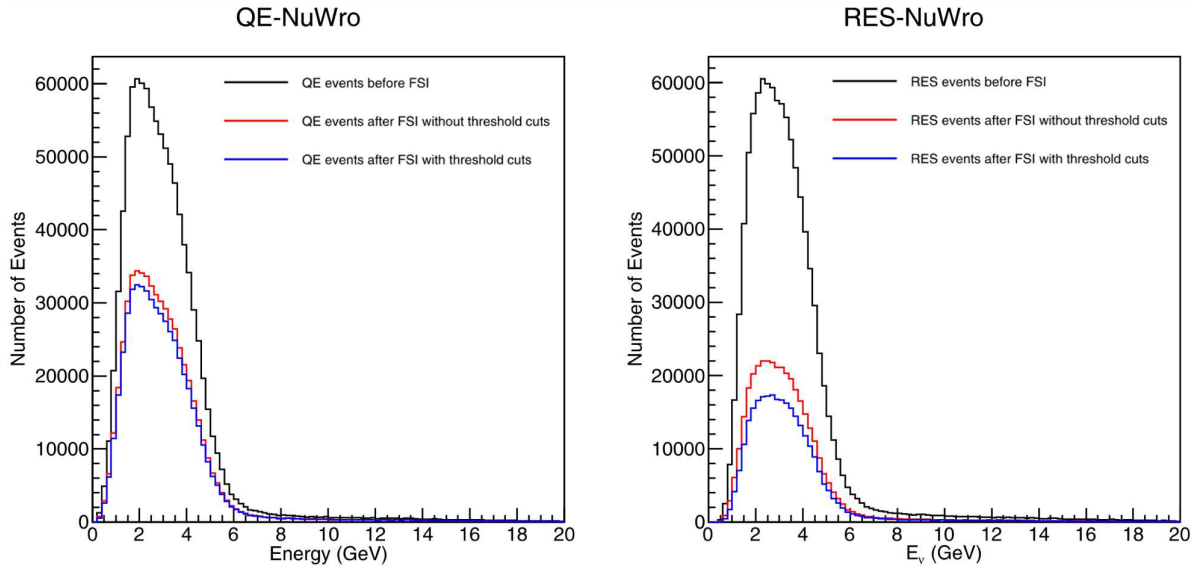 QE-NuWro
Number of Events
60000
50000
40000
30000
20000
10000
0
QE events before FSI
QE events after FSI without threshold cuts
QE events after FSI with threshold cuts
0 2 4 6 8 10 12 14 16 18 20
Energy (GeV)
RES-NuWro
Number of Events
60000
50000
40000
30000
20000
10000
0
RES events before FSI
RES events after FSI without threshold cuts
RES events after FSI with threshold cuts
0 2 4 6 8 10 12 14 16 18 20
Eν (GeV)